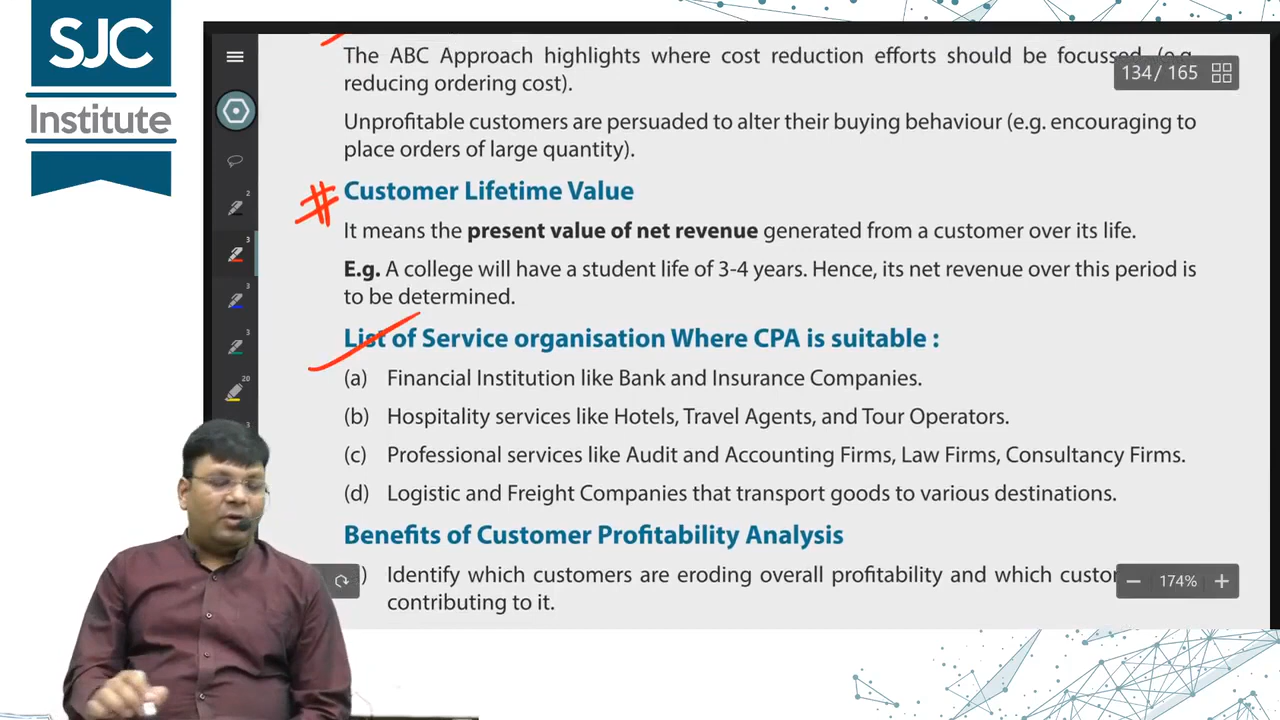 SJC
Institute
The ABC Approach highlights where cost reduction efforts should be focussed. (e.g.
134 / 165
reducing ordering cost).
Unprofitable customers are persuaded to alter their buying behaviour (e.g. encouraging to
place orders of large quantity).
Customer Lifetime Value
It means the present value of net revenue generated from a customer over its life.
E.g. A college will have a student life of 3-4 years. Hence, its net revenue over this period is
to be determined.
List of Service organisation Where CPA is suitable :
(a) Financial Institution like Bank and Insurance Companies.
(b) Hospitality services like Hotels, Travel Agents, and Tour Operators.
(c) Professional services like Audit and Accounting Firms, Law Firms, Consultancy Firms.
(d) Logistic and Freight Companies that transport goods to various destinations.
Benefits of Customer Profitability Analysis
) Identify which customers are eroding overall profitability and which
174%
contributing to it.
2
3
3
3
20